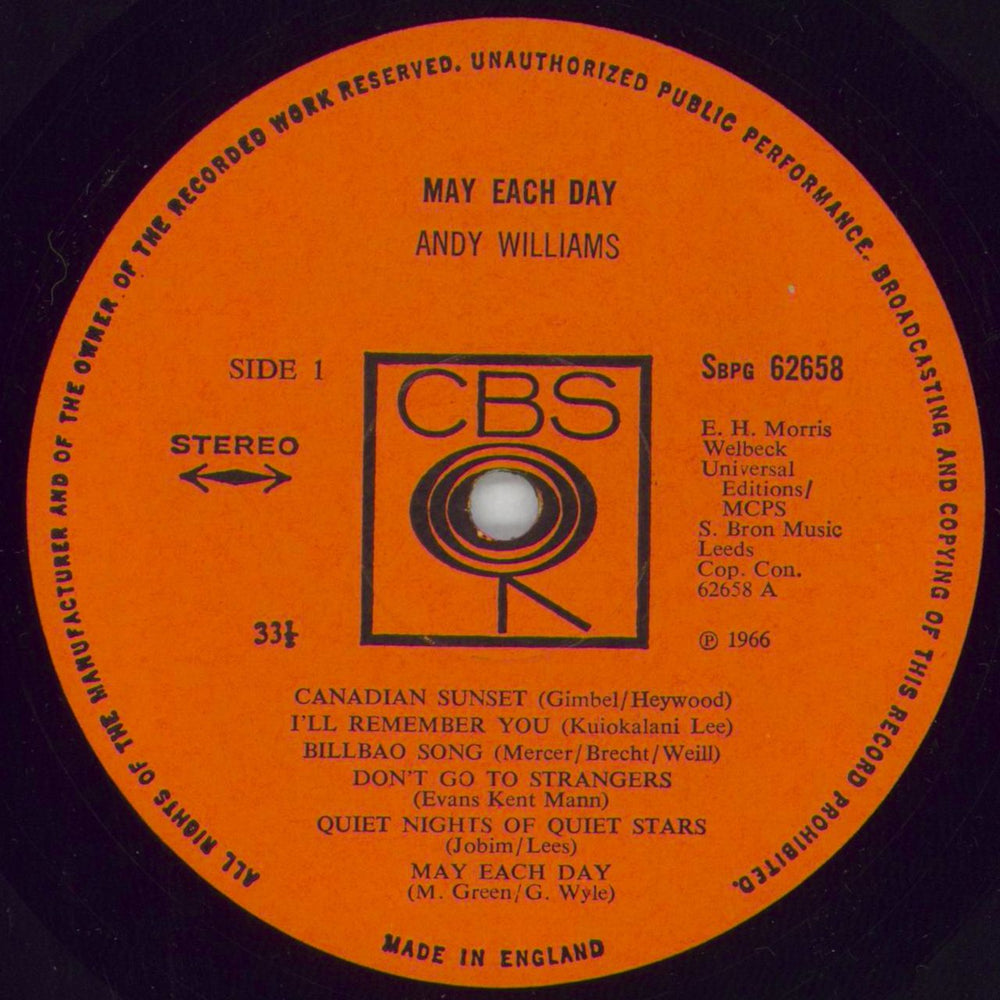 ALL RIGHTS OF THE MANUFACTURER AND OF THE OWNER OF THE RECORDED WORK RESERVED. UNAUTHORIZED PUBLIC PERFORMANCE. BROADCASTING AND COPYING OF THIS RECORD PROHIBITED.
MAY EACH DAY
ANDY WILLIAMS
SIDE 1
STEREO
33⅓
CBS
SBPG 62658
E. H. Morris
Welbeck
Universal
Editions/
MCPS
S. Bron Music
Leeds
Cop. Con.
62658 A
℗ 1966
CANADIAN SUNSET (Gimbel/Heywood)
I'LL REMEMBER YOU (Kuiokalani Lee)
BILLBAO SONG (Mercer/Brecht/Weill)
DON'T GO TO STRANGERS
(Evans Kent Mann)
QUIET NIGHTS OF QUIET STARS
(Jobim/Lees)
MAY EACH DAY
(M. Green/G. Wyle)
MADE IN ENGLAND